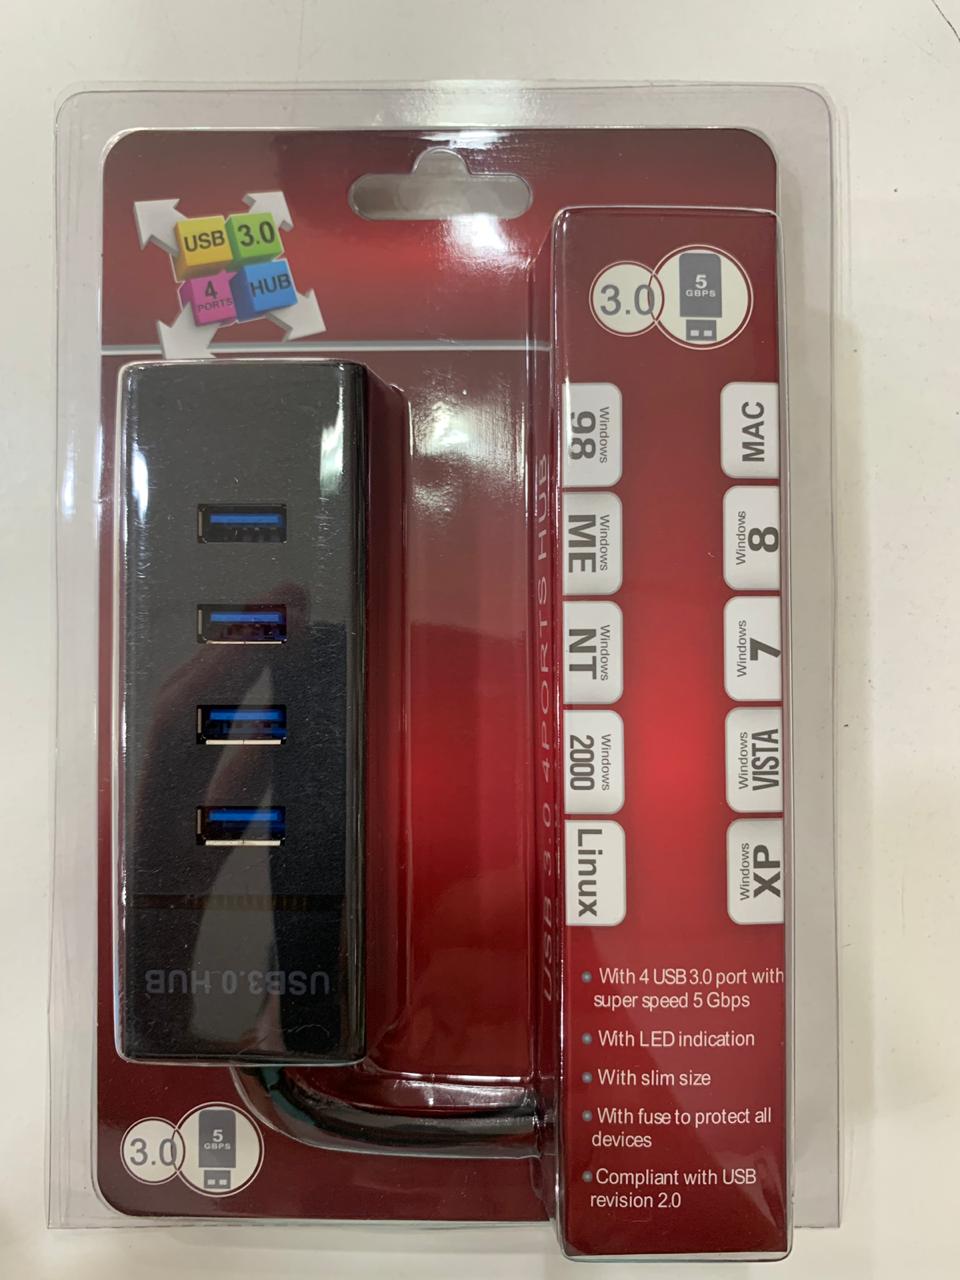 USB 3.0
4 HUB
PORTS
3.0 5
GBPS
Windows
98
MAC
Windows
ME
Windows
8
Windows
NT
Windows
7
Windows
2000
Windows
VISTA
Linux
Windows
XP
USB 3.0 4PORTS HUB
USB3.0 HUB
With 4 USB 3.0 port with
super speed 5 Gbps
With LED indication
With slim size
With fuse to protect all
devices
Compliant with USB
revision 2.0
3.0 5
GBPS